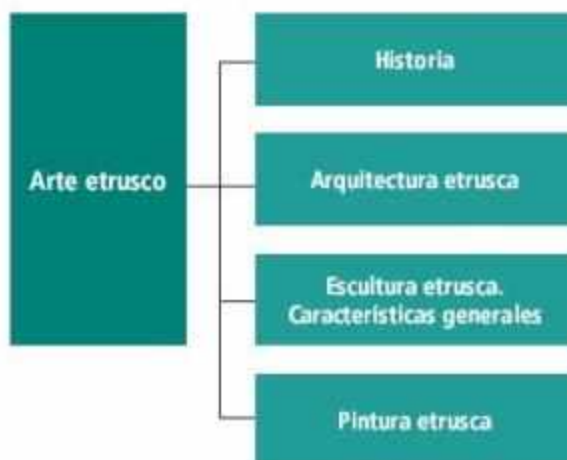 Arte etrusco
Historia
Arquitectura etrusca
Escultura etrusca.
Características generales
Pintura etrusca